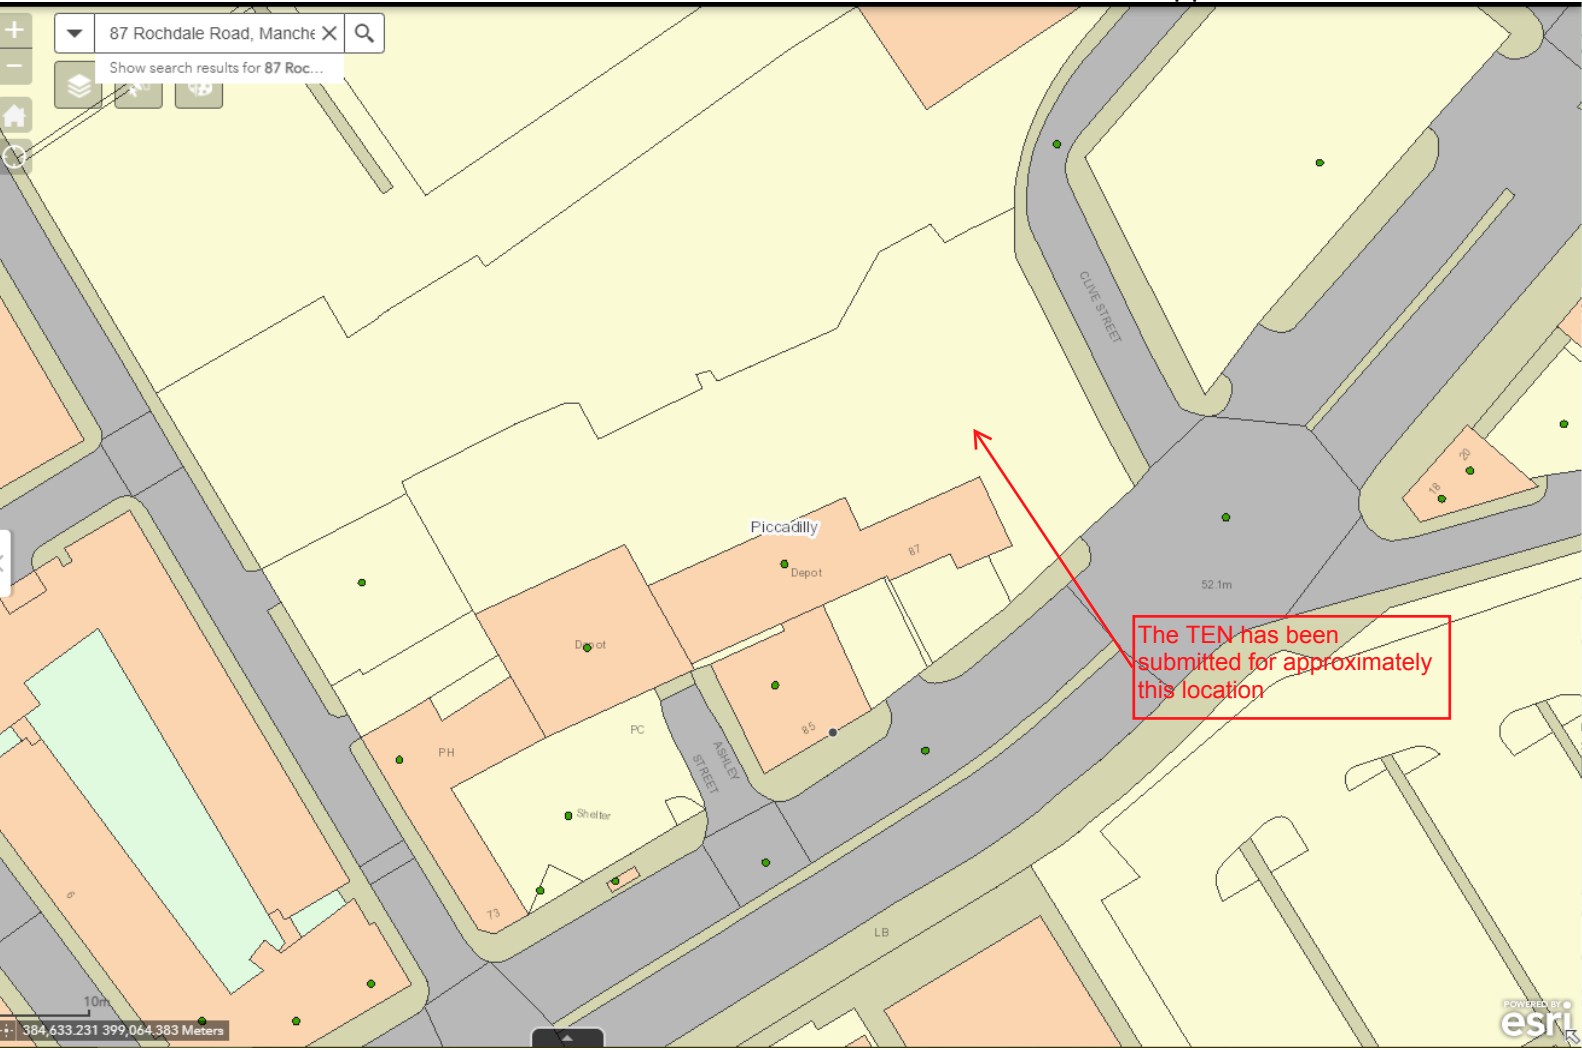 87 Rochdale Road, Manche
Show search results for 87 Roc...
CLIVE STREET
20
18
Piccadilly
87
Depot
52.1m
Depot
The TEN has been
submitted for approximately
this location
PC
85
PH
ASHLEY
STREET
Shelter
6
73
LB
10m
384,633.231 399,064.383 Meters
POWERED BY
esri